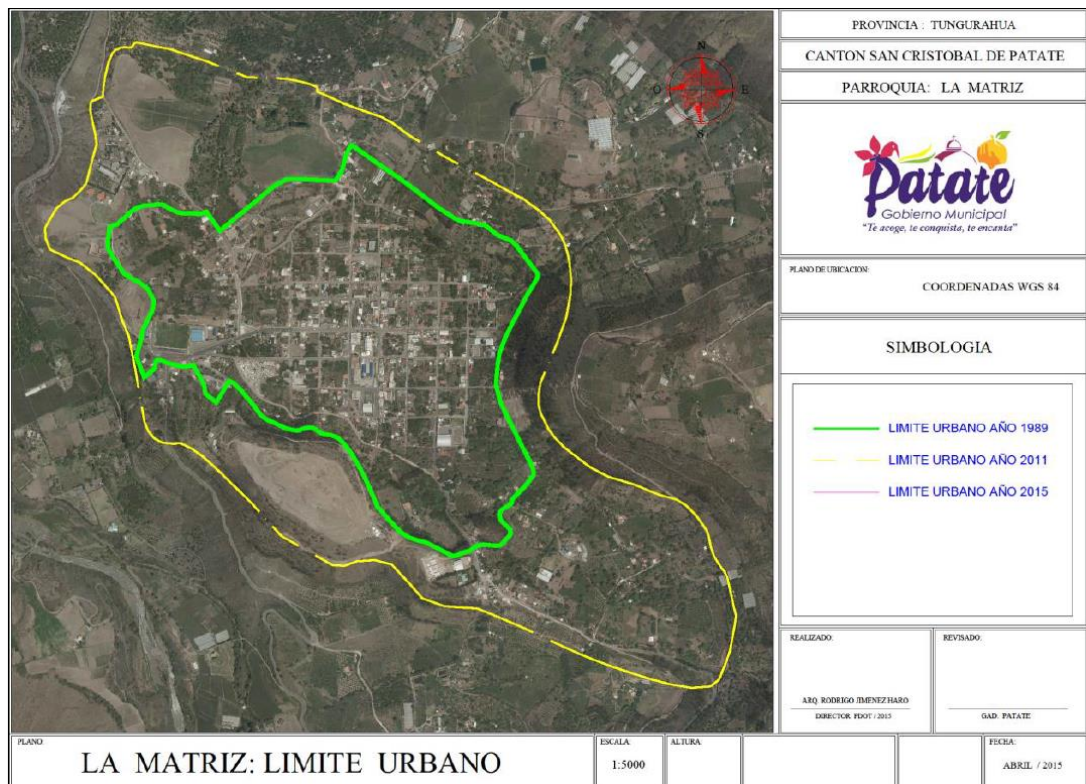 PROVINCIA : TUNGURAHUA
CANTON SAN CRISTOBAL DE PATATE
PARROQUIA: LA MATRIZ
N
O
E
N
Patate
Gobierno Municipal
"Te acoge, te conquista, te encanta"
PLANO DE UBICACION:
COORDENADAS WGS 84
SIMBOLOGIA
LIMITE URBANO AÑO 1989
LIMITE URBANO AÑO 2011
LIMITE URBANO AÑO 2015
REALIZADO:
REVISADO:
ARQ. RODRIGO JIMENEZ HARO
DIRECTOR PDOT / 2015
GAD. PATATE
PLANO:
LA MATRIZ: LIMITE URBANO
ESCALA:
1:5000
ALTURA:
FECHA:
ABRIL / 2015